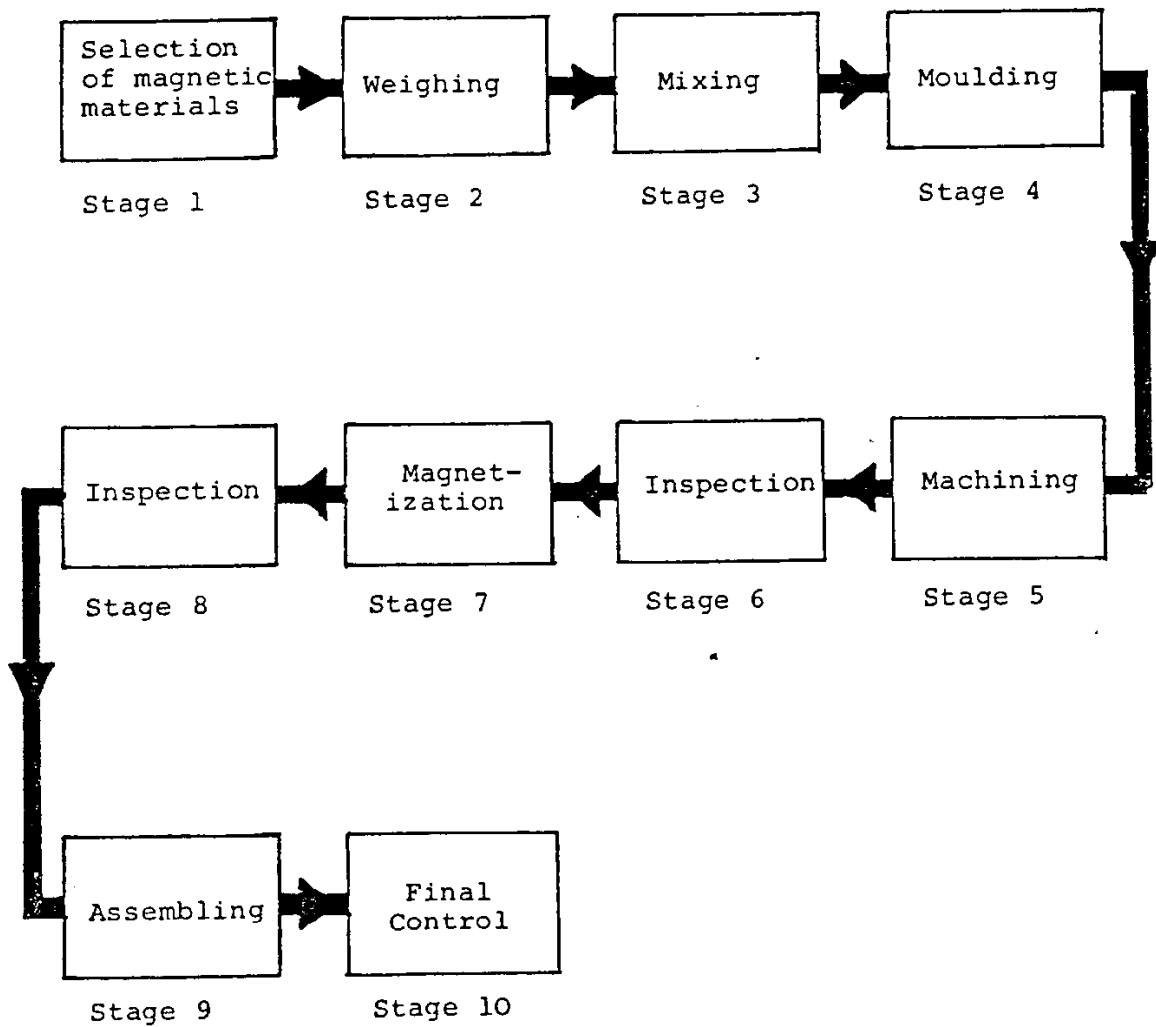 Selection
of magnetic
materials
Stage 1
Weighing
Stage 2
Mixing
Stage 3
Moulding
Stage 4
Machining
Stage 5
Inspection
Stage 6
Magnet-
ization
Stage 7
Inspection
Stage 8
Assembling
Stage 9
Final
Control
Stage 10